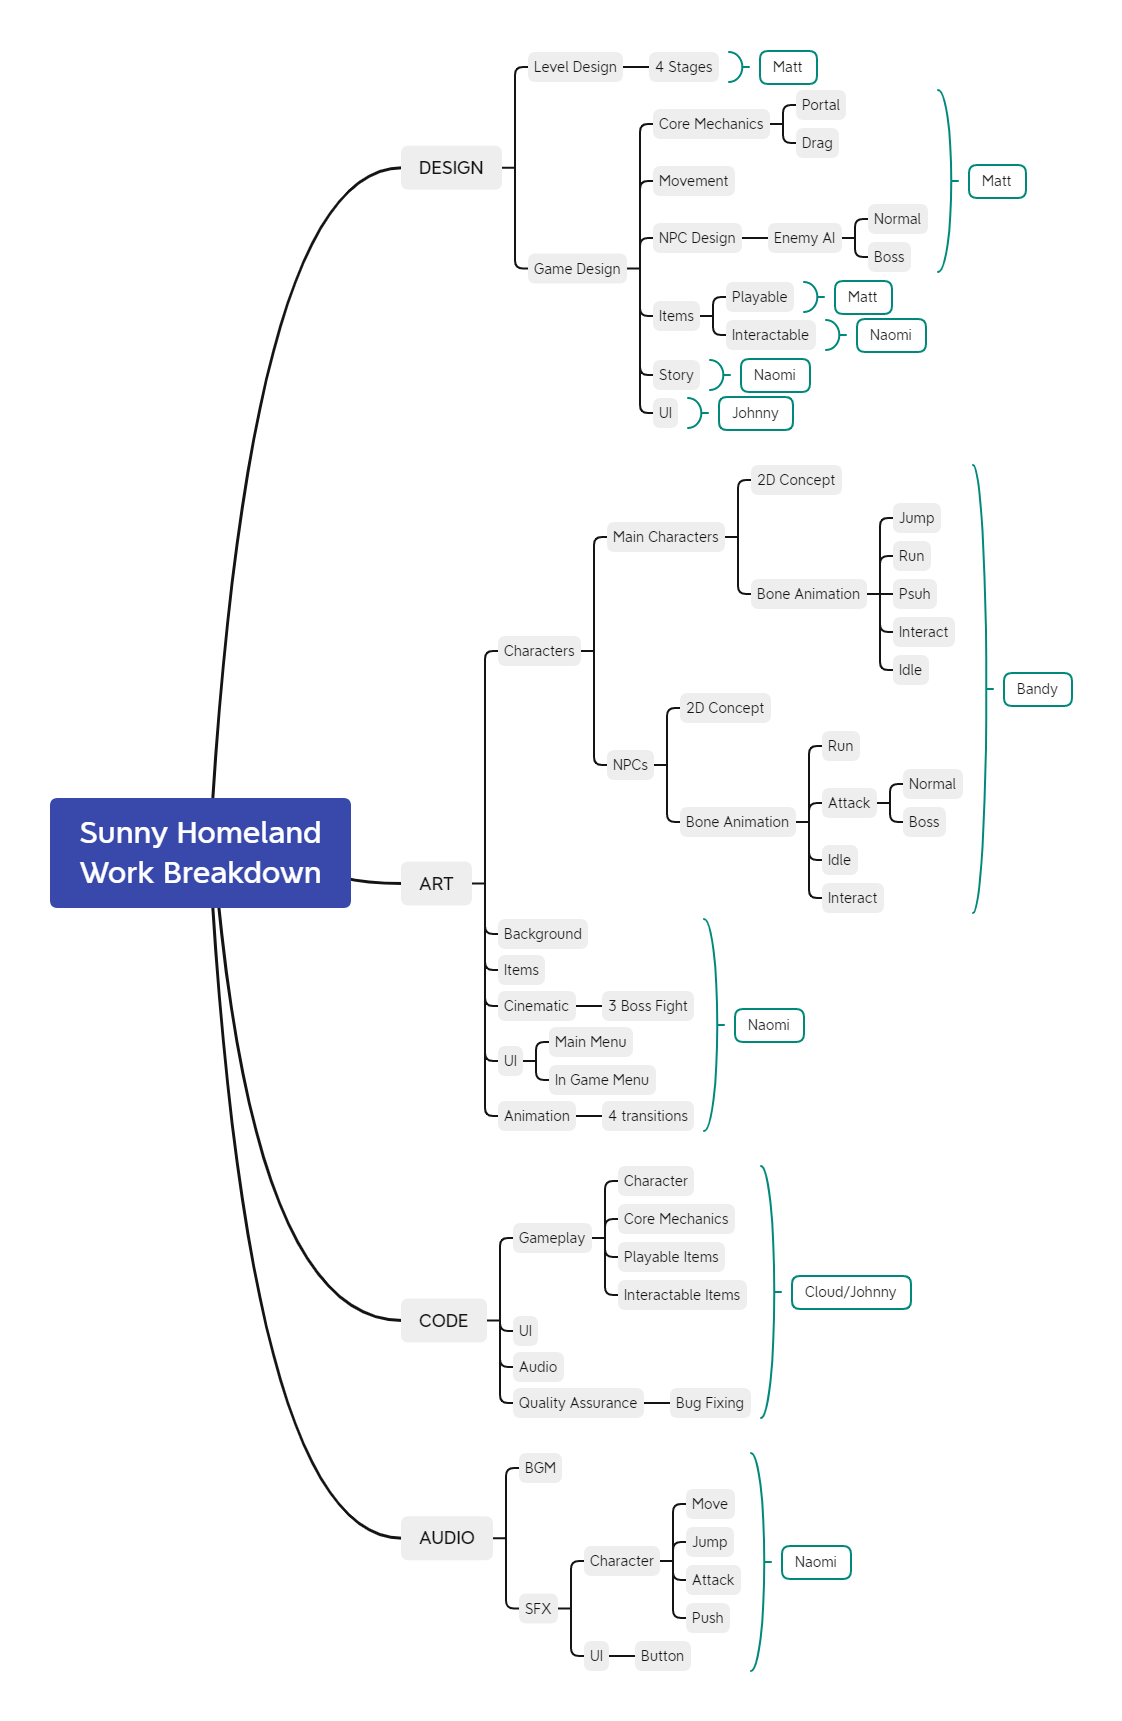 Sunny Homeland
Work Breakdown
DESIGN
Level Design
4 Stages
Matt
Game Design
Core Mechanics
Portal
Drag
Movement
NPC Design
Enemy AI
Normal
Boss
Matt
Items
Playable
Matt
Interactable
Naomi
Story
Naomi
UI
Johnny
ART
Characters
Main Characters
2D Concept
Bone Animation
Jump
Run
Psuh
Interact
Idle
NPCs
2D Concept
Bone Animation
Run
Attack
Normal
Boss
Idle
Interact
Bandy
Background
Items
Cinematic
3 Boss Fight
UI
Main Menu
In Game Menu
Animation
4 transitions
Naomi
CODE
Gameplay
Character
Core Mechanics
Playable Items
Interactable Items
UI
Audio
Quality Assurance
Bug Fixing
Cloud/Johnny
AUDIO
BGM
SFX
Character
Move
Jump
Attack
Push
UI
Button
Naomi